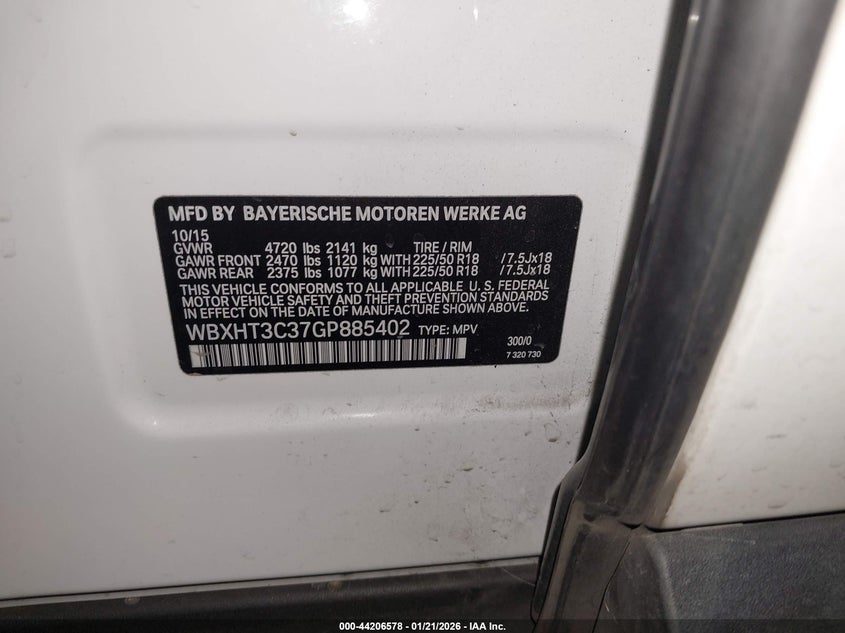 MFD BY BAYERISCHE MOTOREN WERKE AG
10/15
GVWR 4720 lbs 2141 kg TIRE / RIM
GAWR FRONT 2470 lbs 1120 kg WITH 225/50 R18 /7.5Jx18
GAWR REAR 2375 lbs 1077 kg WITH 225/50 R18 /7.5Jx18
THIS VEHICLE CONFORMS TO ALL APPLICABLE U.S. FEDERAL
MOTOR VEHICLE SAFETY AND THEFT PREVENTION STANDARDS
IN EFFECT ON THE DATE OF MANUFACTURE SHOWN ABOVE.
WBXHT3C37GP885402 TYPE: MPV
300/0
7 320 730
000-44206578 - 01/21/2026 - IAA Inc.